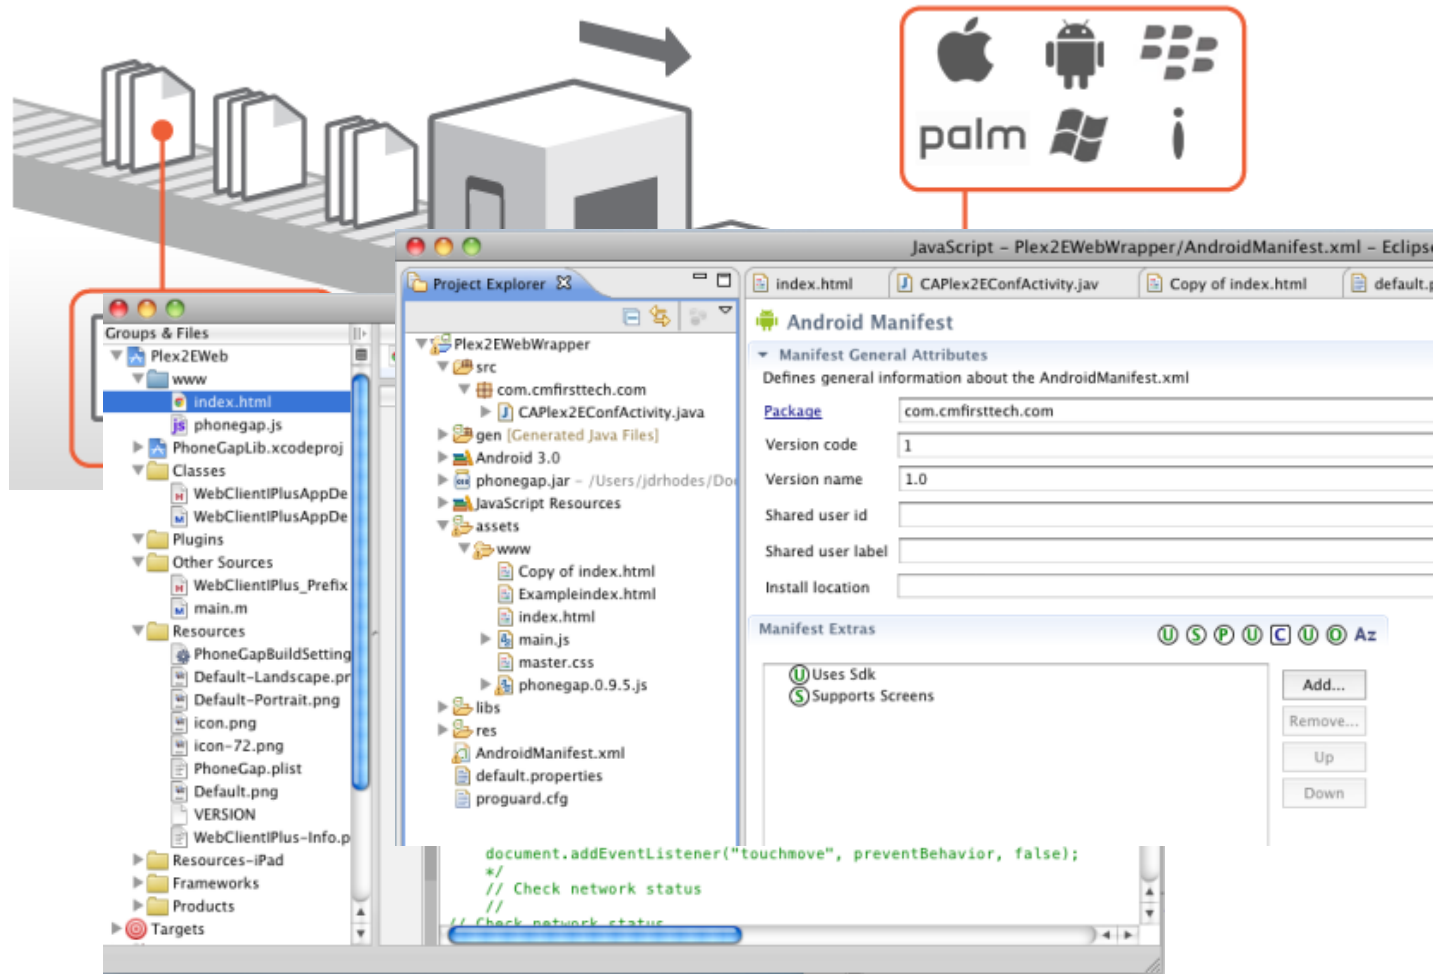 palm
JavaScript – Plex2EWebWrapper/AndroidManifest.xml – Eclips
Project Explorer
index.html
CAPlex2EConfActivity.jav
Copy of index.html
default.p
Groups & Files
Plex2EWeb
www
index.html
phonegap.js
PhoneGapLib.xcodeproj
Classes
WebClientIPlusAppDe
WebClientIPlusAppDe
Plugins
Other Sources
WebClientIPlus_Prefix
main.m
Resources
PhoneGapBuildSetting
Default-Landscape.pr
Default-Portrait.png
icon.png
icon-72.png
PhoneGap.plist
Default.png
VERSION
WebClientIPlus-Info.p
Resources-iPad
Frameworks
Products
Targets
Plex2EWebWrapper
src
com.cmfirsttech.com
CAPlex2EConfActivity.java
gen [Generated Java Files]
Android 3.0
phonegap.jar – /Users/jdrhodes/Do
JavaScript Resources
assets
www
Copy of index.html
Exampleindex.html
index.html
main.js
master.css
phonegap.0.9.5.js
libs
res
AndroidManifest.xml
default.properties
proguard.cfg
Android Manifest
Manifest General Attributes
Defines general information about the AndroidManifest.xml
Package com.cmfirsttech.com
Version code 1
Version name 1.0
Shared user id
Shared user label
Install location
Manifest Extras U S P U C U O Az
U Uses Sdk
S Supports Screens
Add...
Remove...
Up
Down
document.addEventListener("touchmove", preventBehavior, false);
*/
// Check network status
//
// Check network status